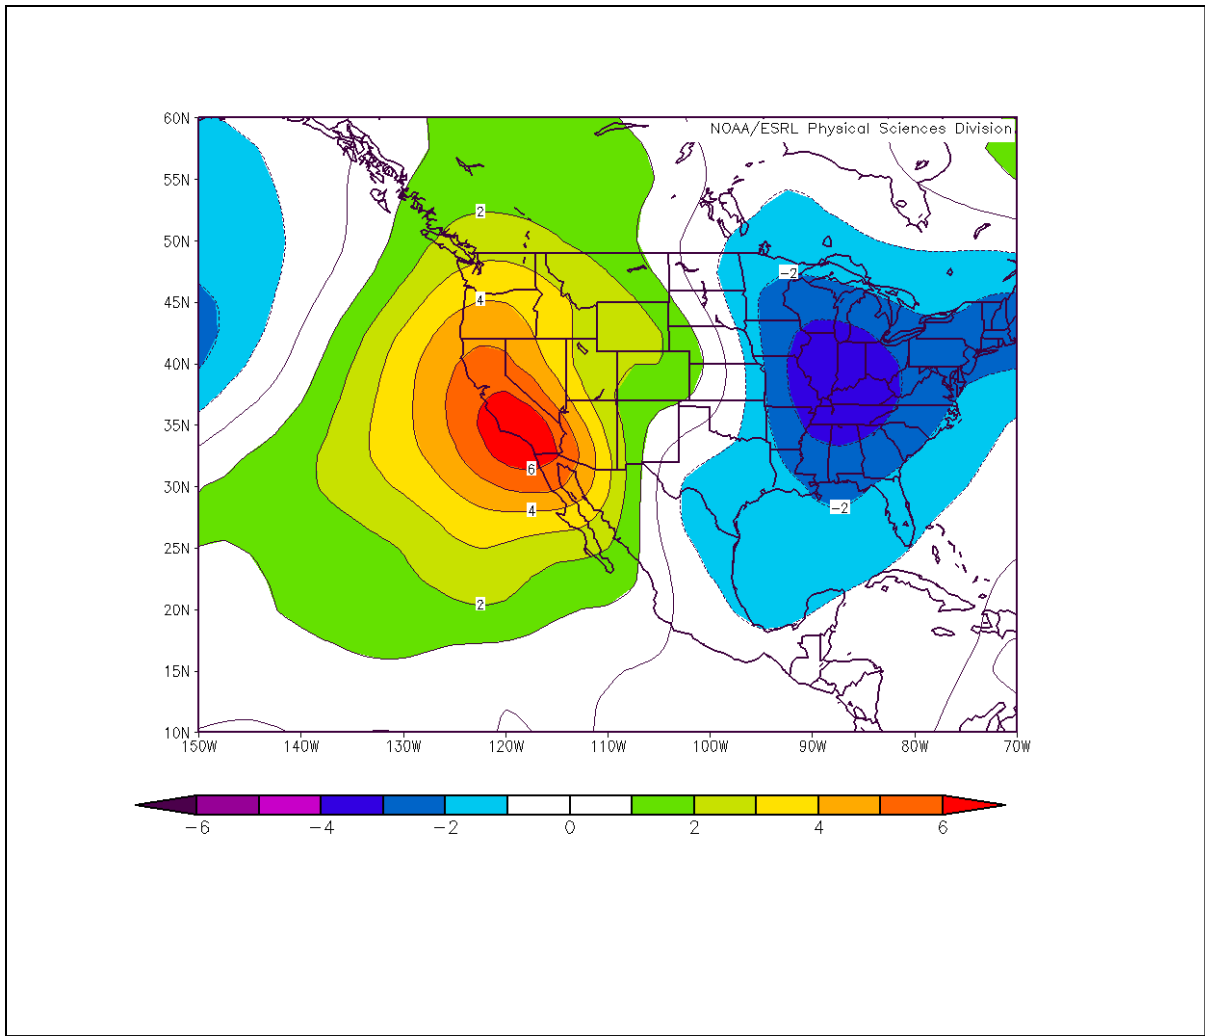 60N
NOAA/ESRL Physical Sciences Division
55N
2
50N
-2
45N
4
40N
35N
6
30N
4
-2
25N
2
20N
15N
10N
150W 140W 130W 120W 110W 100W 90W 80W 70W
-6 -4 -2 0 2 4 6